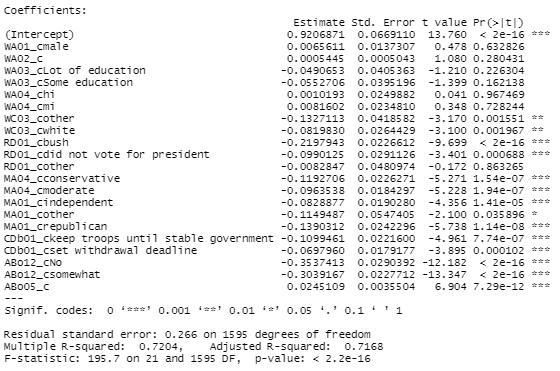 Coefficients:
Estimate Std. Error t value Pr(>|t|)
(Intercept) 0.9206871 0.0669110 13.760 < 2e-16 ***
WA01_cmale 0.0065611 0.0137307 0.478 0.632826
WA02_c 0.0005445 0.0005043 1.080 0.280431
WA03_cLot of education -0.0490653 0.0405363 -1.210 0.226304
WA03_cSome education -0.0552706 0.0395196 -1.399 0.162138
WA04_chi 0.0010193 0.0249882 0.041 0.967469
WA04_cmi 0.0081602 0.0234810 0.348 0.728244
WC03_cother -0.1327113 0.0418582 -3.170 0.001551 **
WC03_cwhite -0.0819830 0.0264429 -3.100 0.001967 **
RD01_cbush -0.2197943 0.0226612 -9.699 < 2e-16 ***
RD01_cdid not vote for president -0.0990125 0.0291126 -3.401 0.000688 ***
RD01_cother -0.0082847 0.0480974 -0.172 0.863265
MA04_cconservative -0.1192706 0.0226271 -5.271 1.54e-07 ***
MA04_cmoderate -0.0963538 0.0184297 -5.228 1.94e-07 ***
MA01_cindependent -0.0828877 0.0190280 -4.356 1.41e-05 ***
MA01_cother -0.1149487 0.0547405 -2.100 0.035896 *
MA01_crepublican -0.1390312 0.0242296 -5.738 1.14e-08 ***
CDb01_ckeep troops until stable government -0.1099461 0.0221600 -4.961 7.74e-07 ***
CDb01_cset withdrawal deadline -0.0697960 0.0179177 -3.895 0.000102 ***
ABo12_cNo -0.3537413 0.0290392 -12.182 < 2e-16 ***
ABo12_csomewhat -0.3039167 0.0227712 -13.347 < 2e-16 ***
ABo05_c 0.0245109 0.0035504 6.904 7.29e-12 ***
---
Signif. codes: 0 ‘***’ 0.001 ‘**’ 0.01 ‘*’ 0.05 ‘.’ 0.1 ‘ ’ 1
Residual standard error: 0.266 on 1595 degrees of freedom
Multiple R-squared: 0.7204, Adjusted R-squared: 0.7168
F-statistic: 195.7 on 21 and 1595 DF, p-value: < 2.2e-16